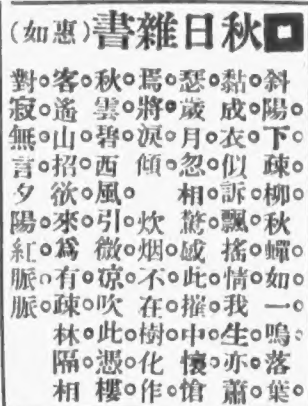 秋日雜書(惠如)
斜陽下疎柳秋蟬如一嗚落葉
黏成衣似訴飄搖情我生亦蕭
瑟歲月忽相驚感此摧中懷愴
焉將淚傾 炊烟不在樹化作
秋雲碧西風引微凉吹此憑樓
客遙山招欲來爲有疎林隔相
對寂無言夕陽紅脈脈